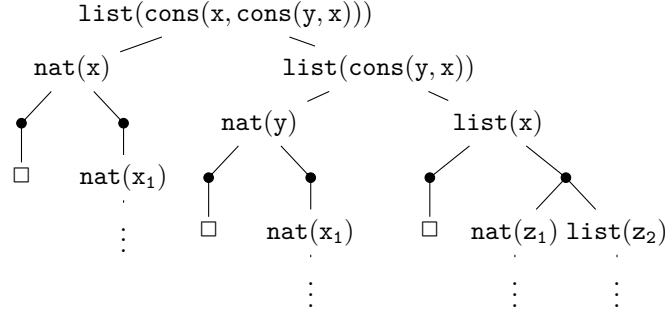 list(cons(x, cons(y, x)))
nat(x) list(cons(y, x))
nat(y) list(x)
□ nat(x₁)
□ nat(x₁) □ nat(z₁) list(z₂)